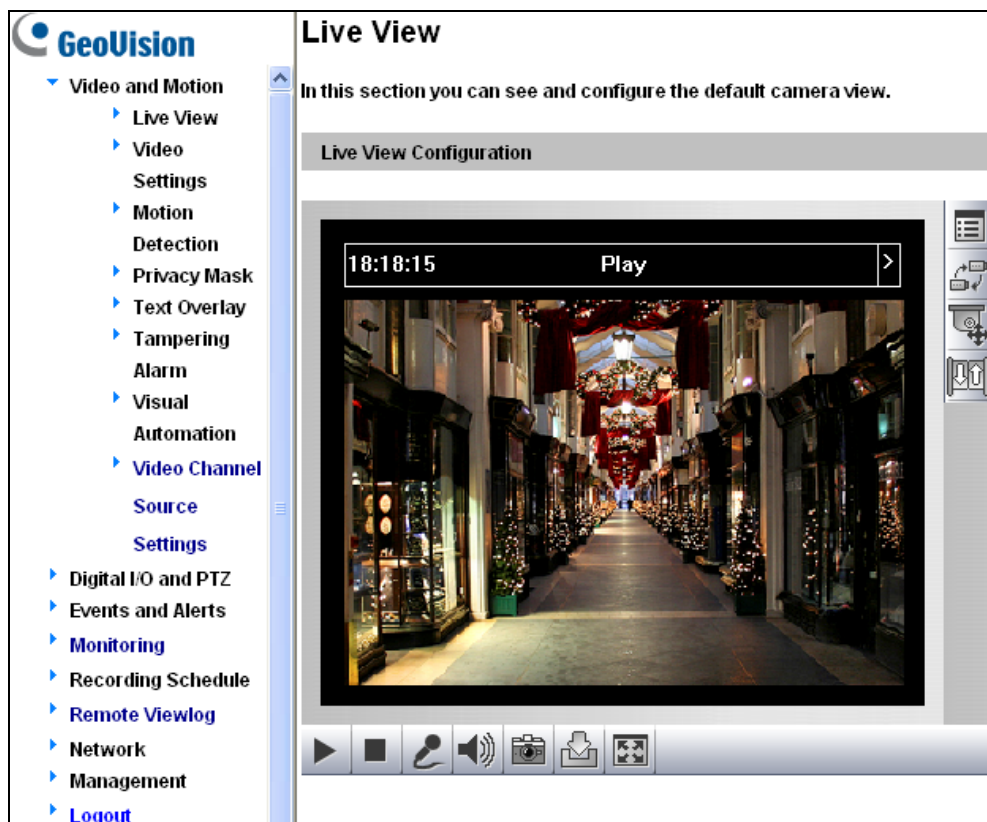 GeoVision
Video and Motion
Live View
Video
Settings
Motion
Detection
Privacy Mask
Text Overlay
Tampering
Alarm
Visual
Automation
Video Channel
Source
Settings
Digital I/O and PTZ
Events and Alerts
Monitoring
Recording Schedule
Remote Viewlog
Network
Management
Logout
Live View
In this section you can see and configure the default camera view.
Live View Configuration
18:18:15 Play >